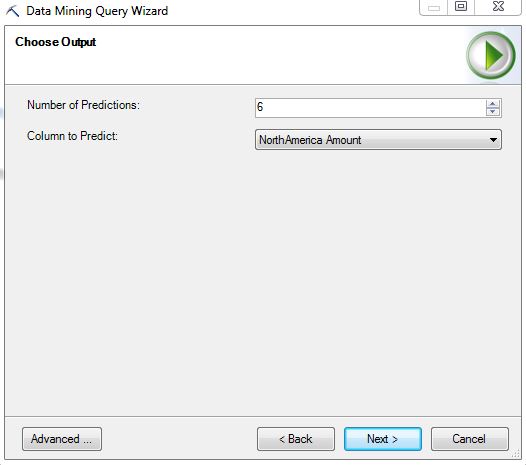 Data Mining Query Wizard
Choose Output
Number of Predictions:
6
Column to Predict:
NorthAmerica Amount
Advanced ...
< Back
Next >
Cancel